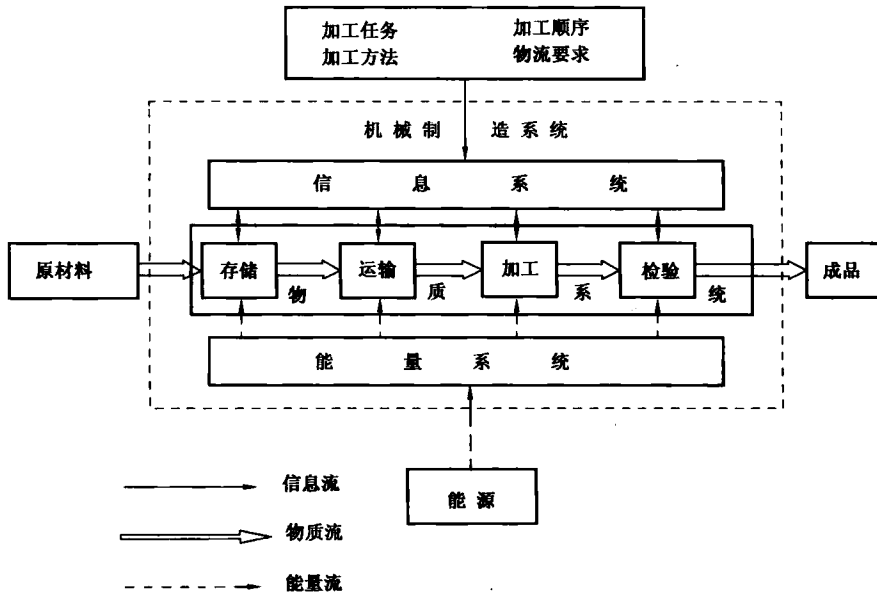 加工任务 加工顺序
加工方法 物流要求
机械制造系统
信息系统
原材料 存储 运输 加工 检验 成品
物质系统
能量系统
能源
信息流
物质流
能量流